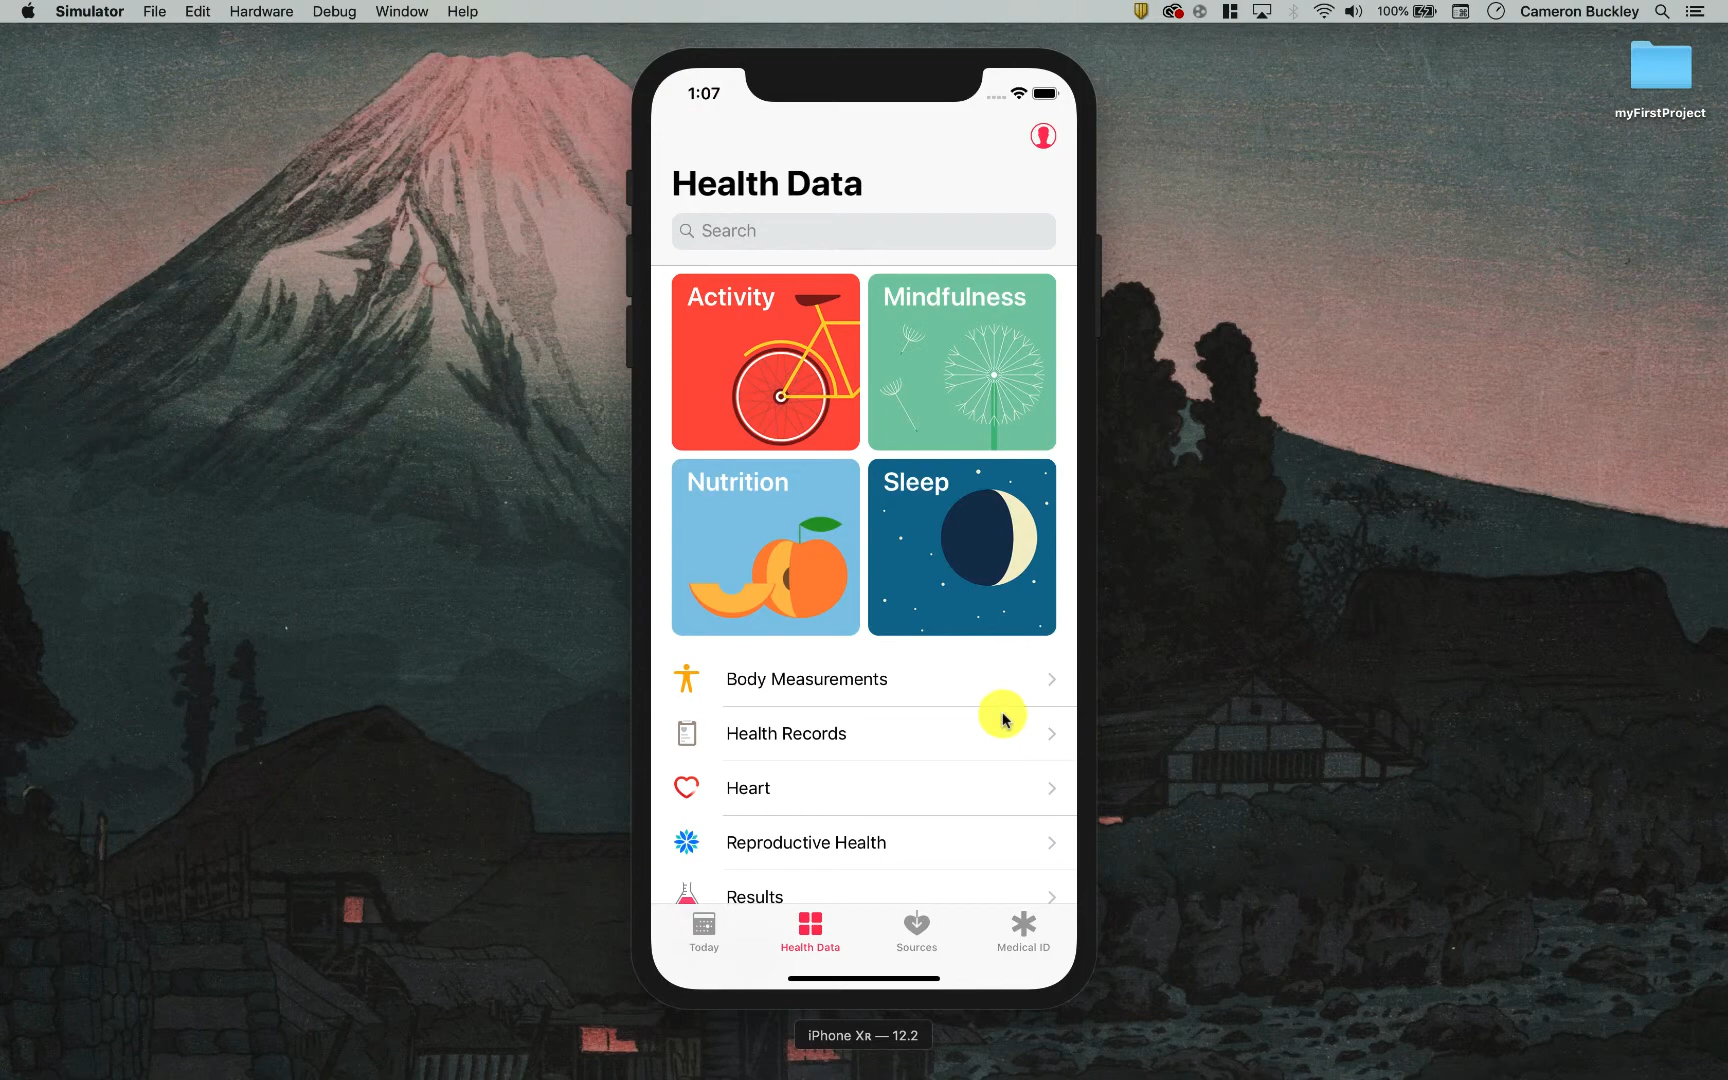 Simulator File Edit Hardware Debug Window Help 100% Cameron Buckley
myFirstProject
1:07
Health Data
Search
Activity
Mindfulness
Nutrition
Sleep
Body Measurements
Health Records
Heart
Reproductive Health
Results
Today
Health Data
Sources
Medical ID
iPhone Xʀ — 12.2